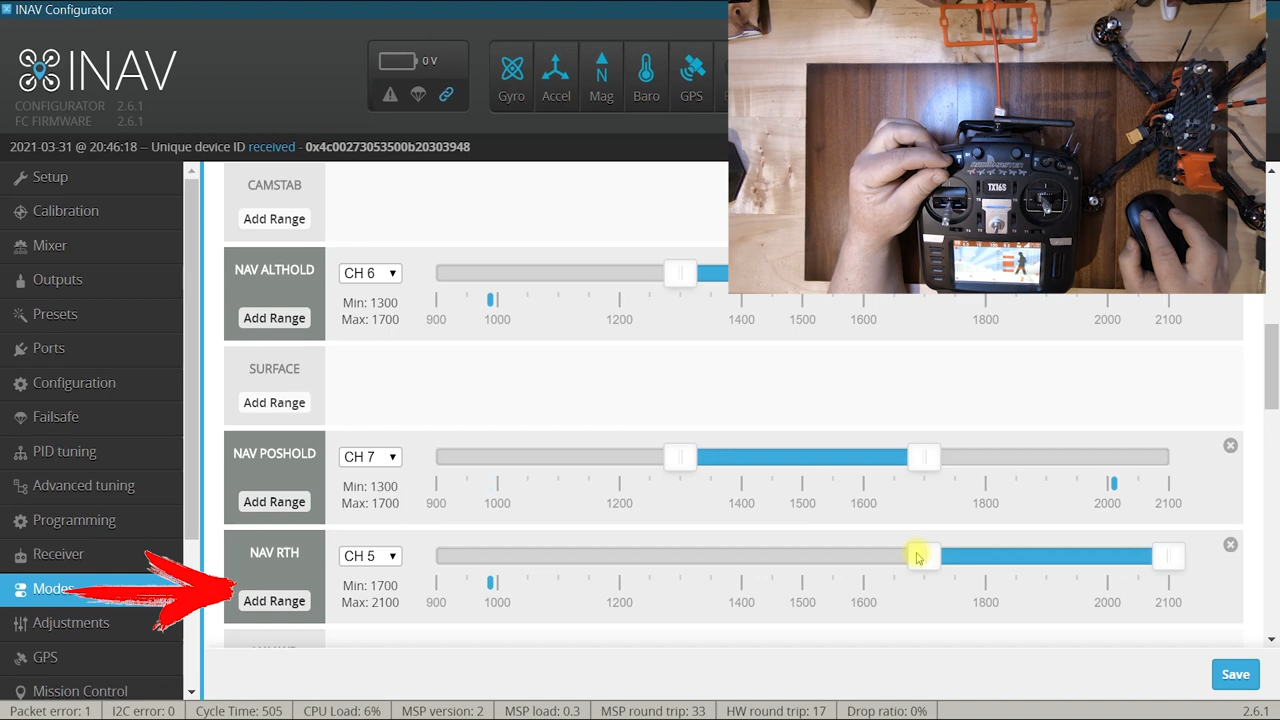 INAV Configurator
INAV
CONFIGURATOR 2.6.1
FC FIRMWARE 2.6.1
0 V
Gyro
Accel
Mag
Baro
GPS
2021-03-31 @ 20:46:18 -- Unique device ID received - 0x4c00273053500b20303948
Setup
Calibration
Mixer
Outputs
Presets
Ports
Configuration
Failsafe
PID tuning
Advanced tuning
Programming
Receiver
Modes
Adjustments
GPS
Mission Control
CAMSTAB
Add Range
NAV ALTHOLD
Add Range
CH 6
Min: 1300
Max: 1700
900 1000 1200 1400 1500 1600 1800 2000 2100
SURFACE
Add Range
NAV POSHOLD
Add Range
CH 7
Min: 1300
Max: 1700
900 1000 1200 1400 1500 1600 1800 2000 2100
NAV RTH
Add Range
CH 5
Min: 1700
Max: 2100
900 1000 1200 1400 1500 1600 1800 2000 2100
Save
Packet error: 1
I2C error: 0
Cycle Time: 505
CPU Load: 6%
MSP version: 2
MSP load: 0.3
MSP round trip: 33
HW round trip: 17
Drop ratio: 0%
2.6.1
RADIOMASTER
TX16S